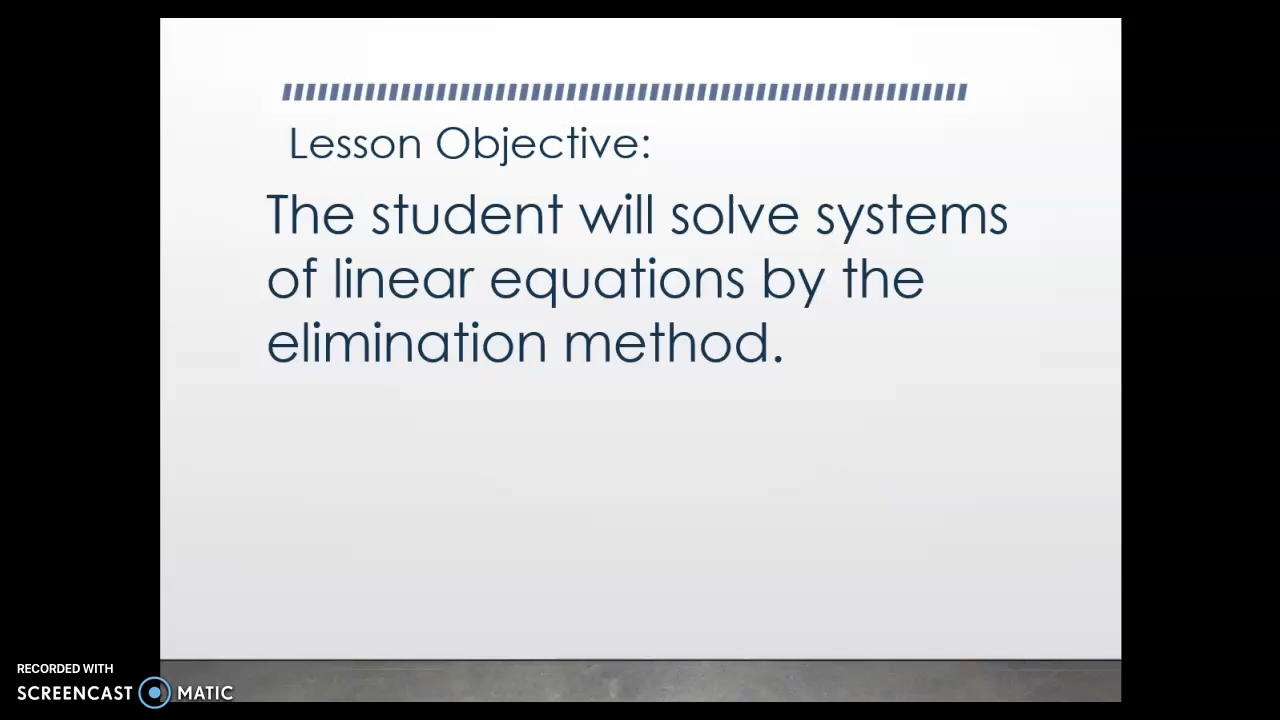 Lesson Objective:
The student will solve systems
of linear equations by the
elimination method.
RECORDED WITH
SCREENCAST MATIC